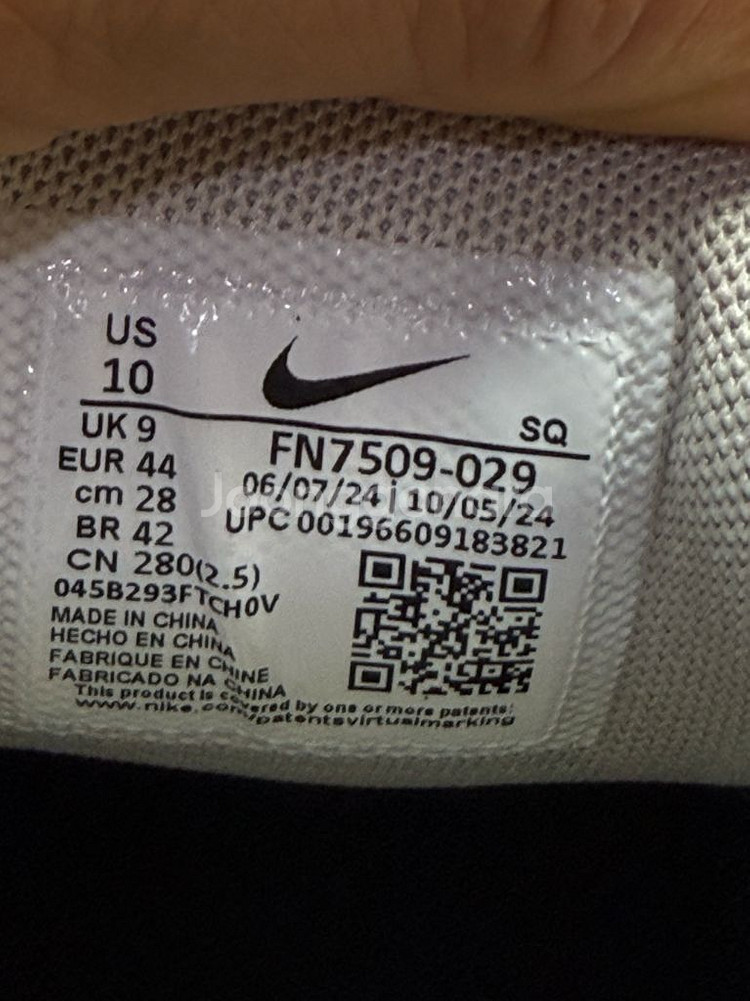 US
10
SQ
UK 9
EUR 44
cm 28
BR 42
CN 280(2.5)
FN7509-029
06/07/24 | 10/05/24
UPC 00196609183821
045B293FTCH0V
MADE IN CHINA
HECHO EN CHINA
FABRIQUE EN CHINE
FABRICADO NA CHINA
This product is covered by one or more patents:
www.nike.com/patentsvirtualmarking